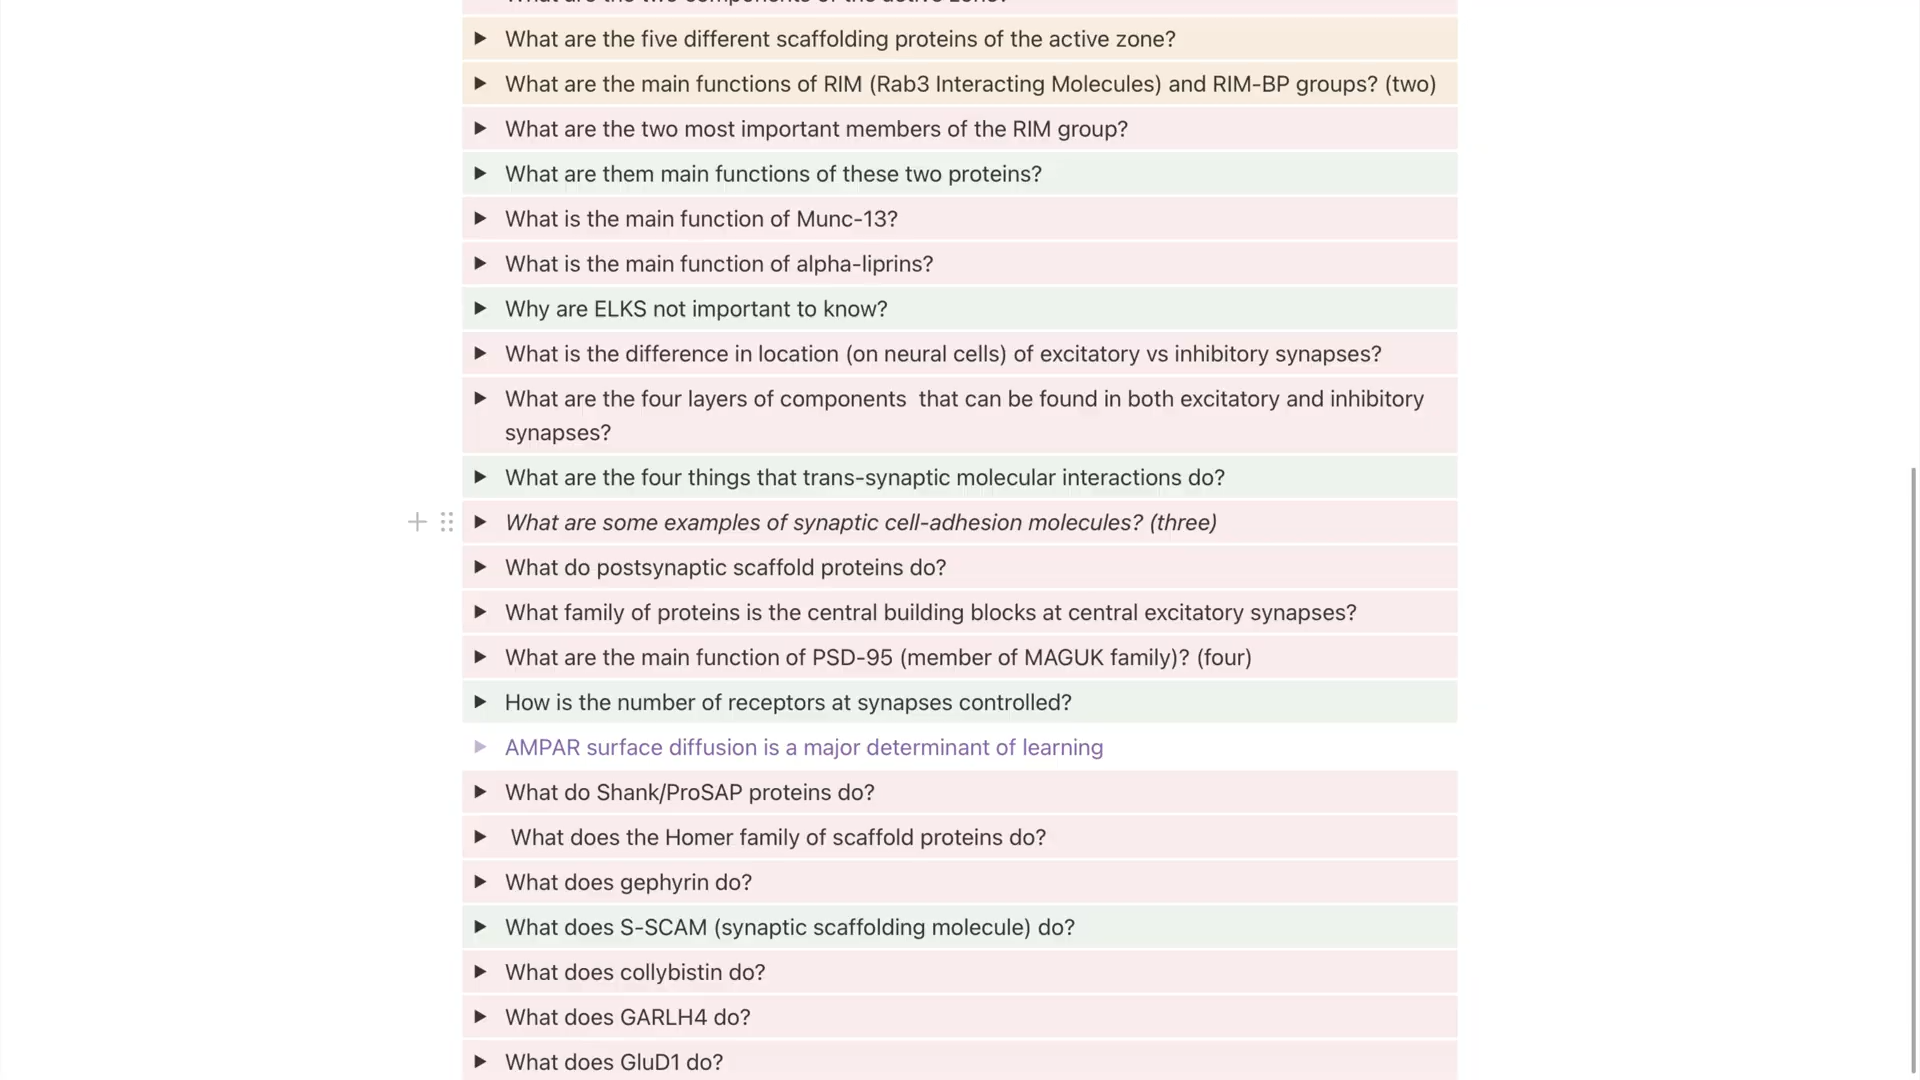 What are the two components of the active zone?
What are the five different scaffolding proteins of the active zone?
What are the main functions of RIM (Rab3 Interacting Molecules) and RIM-BP groups? (two)
What are the two most important members of the RIM group?
What are them main functions of these two proteins?
What is the main function of Munc-13?
What is the main function of alpha-liprins?
Why are ELKS not important to know?
What is the difference in location (on neural cells) of excitatory vs inhibitory synapses?
What are the four layers of components  that can be found in both excitatory and inhibitory
synapses?
What are the four things that trans-synaptic molecular interactions do?
What are some examples of synaptic cell-adhesion molecules? (three)
What do postsynaptic scaffold proteins do?
What family of proteins is the central building blocks at central excitatory synapses?
What are the main function of PSD-95 (member of MAGUK family)? (four)
How is the number of receptors at synapses controlled?
AMPAR surface diffusion is a major determinant of learning
What do Shank/ProSAP proteins do?
What does the Homer family of scaffold proteins do?
What does gephyrin do?
What does S-SCAM (synaptic scaffolding molecule) do?
What does collybistin do?
What does GARLH4 do?
What does GluD1 do?